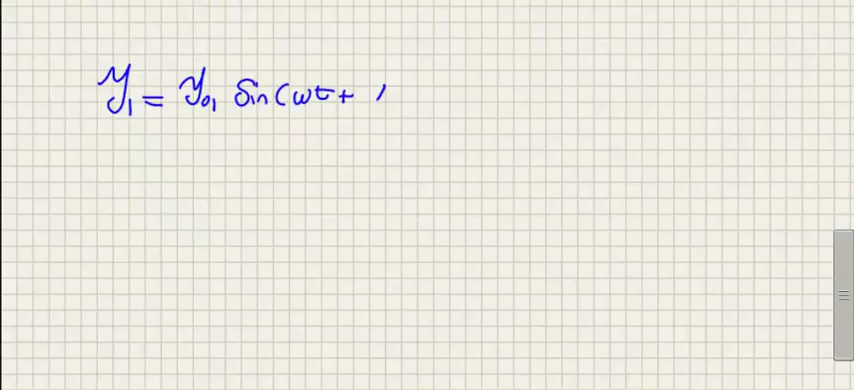 y₁ = y₀₁ sin(ωt +